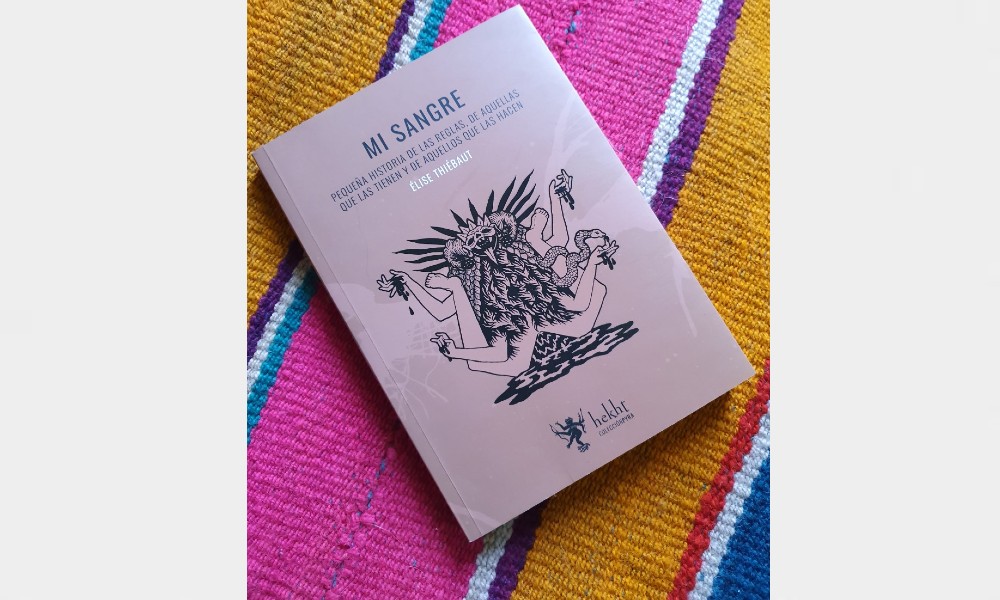 MI SANGRE
PEQUEÑA HISTORIA DE LAS REGLAS, DE AQUELLAS
QUE LAS TIENEN Y DE AQUELLOS QUE LAS HACEN
ÉLISE THIÉBAUT
hekht
COLECCIÓNPYRA